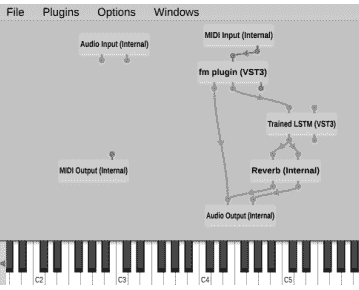 File Plugins Options Windows
Audio Input (Internal)
MIDI Input (Internal)
fm plugin (VST3)
Trained LSTM (VST3)
MIDI Output (Internal)
Reverb (Internal)
Audio Output (Internal)
C2 C3 C4 C5